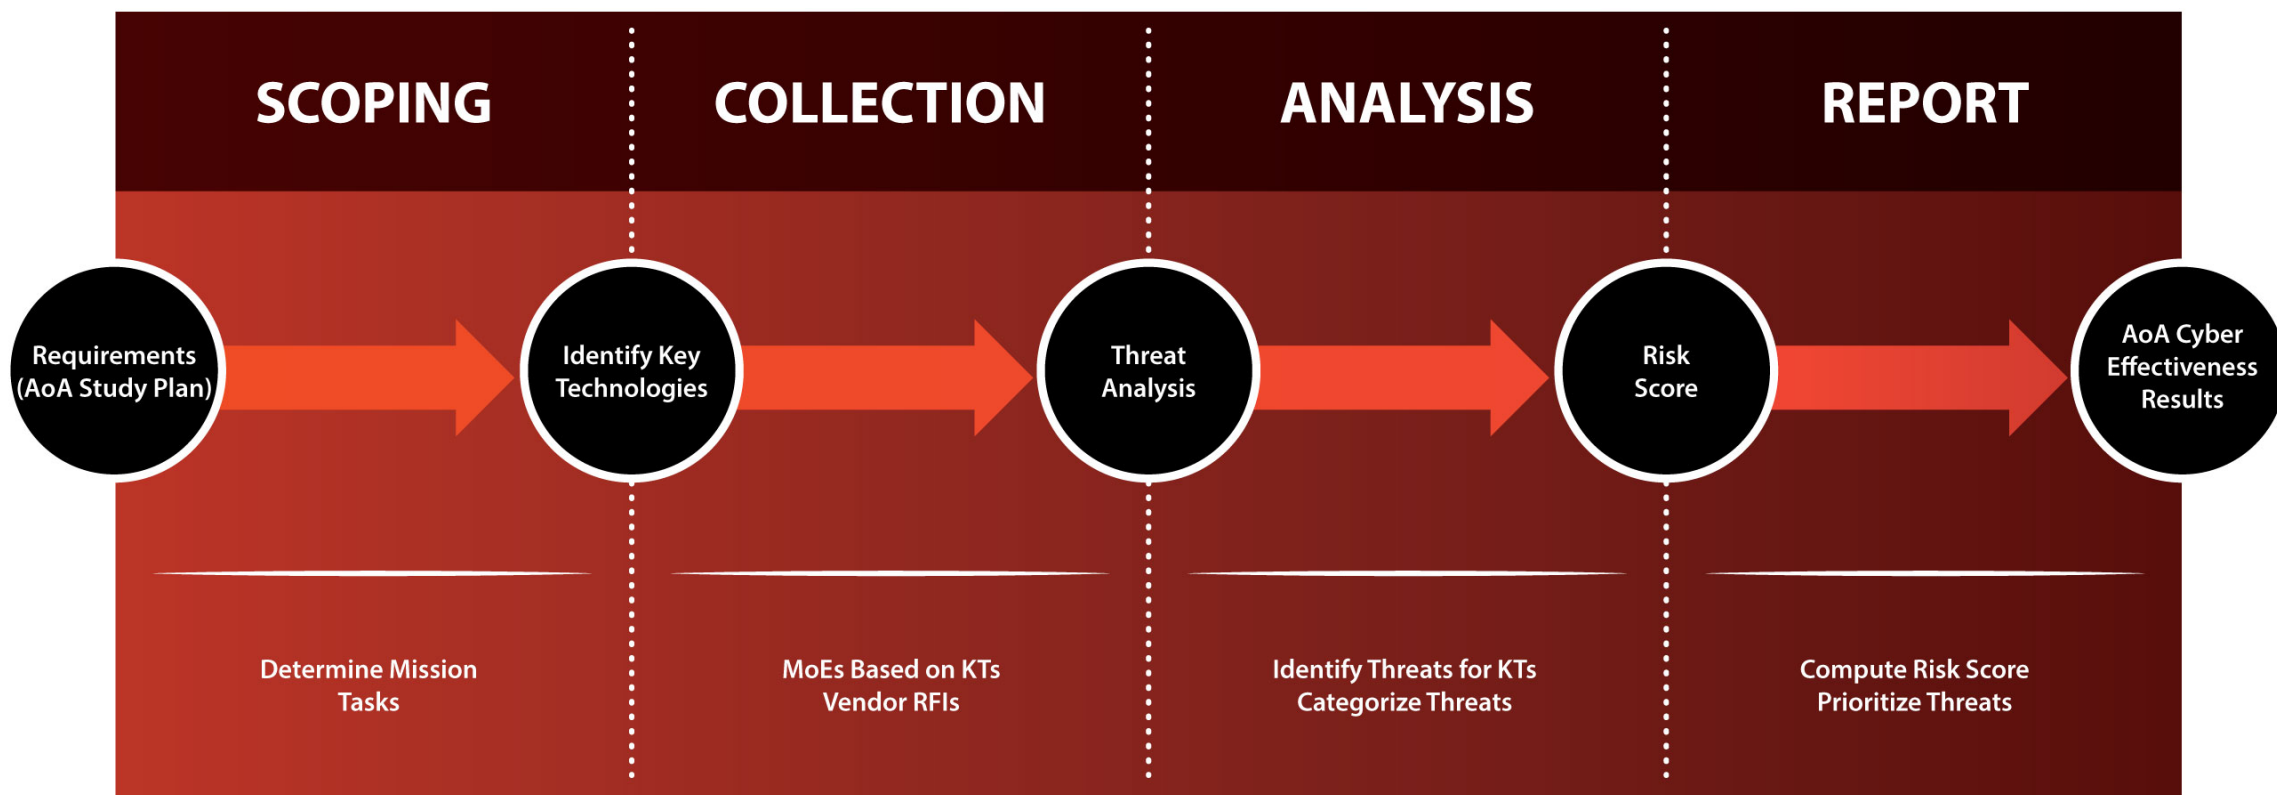 SCOPING
COLLECTION
ANALYSIS
REPORT
Requirements
(AoA Study Plan)
Identify Key
Technologies
Threat
Analysis
Risk
Score
AoA Cyber
Effectiveness
Results
Determine Mission
Tasks
MoEs Based on KTs
Vendor RFIs
Identify Threats for KTs
Categorize Threats
Compute Risk Score
Prioritize Threats